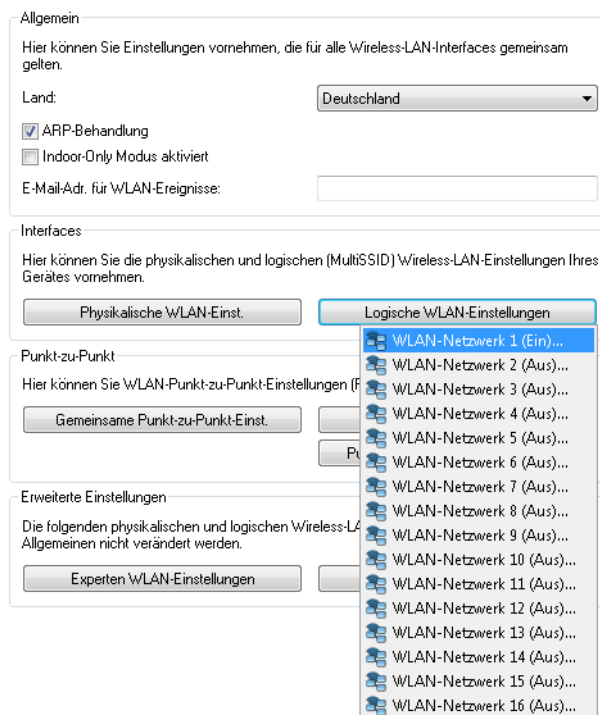 Allgemein
Hier können Sie Einstellungen vornehmen, die für alle Wireless-LAN-Interfaces gemeinsam
gelten.
Land:
Deutschland
ARP-Behandlung
Indoor-Only Modus aktiviert
E-Mail-Adr. für WLAN-Ereignisse:
Interfaces
Hier können Sie die physikalischen und logischen (MultiSSID) Wireless-LAN-Einstellungen Ihres
Gerätes vornehmen.
Physikalische WLAN-Einst.
Logische WLAN-Einstellungen
WLAN-Netzwerk 1 (Ein)...
WLAN-Netzwerk 2 (Aus)...
WLAN-Netzwerk 3 (Aus)...
WLAN-Netzwerk 4 (Aus)...
WLAN-Netzwerk 5 (Aus)...
WLAN-Netzwerk 6 (Aus)...
WLAN-Netzwerk 7 (Aus)...
WLAN-Netzwerk 8 (Aus)...
WLAN-Netzwerk 9 (Aus)...
WLAN-Netzwerk 10 (Aus)...
WLAN-Netzwerk 11 (Aus)...
WLAN-Netzwerk 12 (Aus)...
WLAN-Netzwerk 13 (Aus)...
WLAN-Netzwerk 14 (Aus)...
WLAN-Netzwerk 15 (Aus)...
WLAN-Netzwerk 16 (Aus)...
Punkt-zu-Punkt
Hier können Sie WLAN-Punkt-zu-Punkt-Einstellungen
Gemeinsame Punkt-zu-Punkt-Einst.
Erweiterte Einstellungen
Die folgenden physikalischen und logischen
Allgemeinen nicht verändert werden.
Experten WLAN-Einstellungen